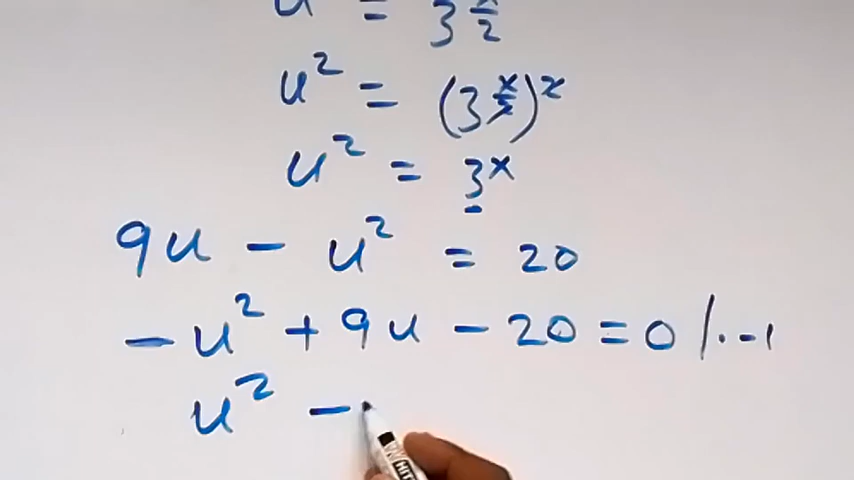 u = 3^{x/2}
u² = (3^{x/2})²
u² = 3^x
9u - u² = 20
- u² + 9u - 20 = 0 / · -1
u² -